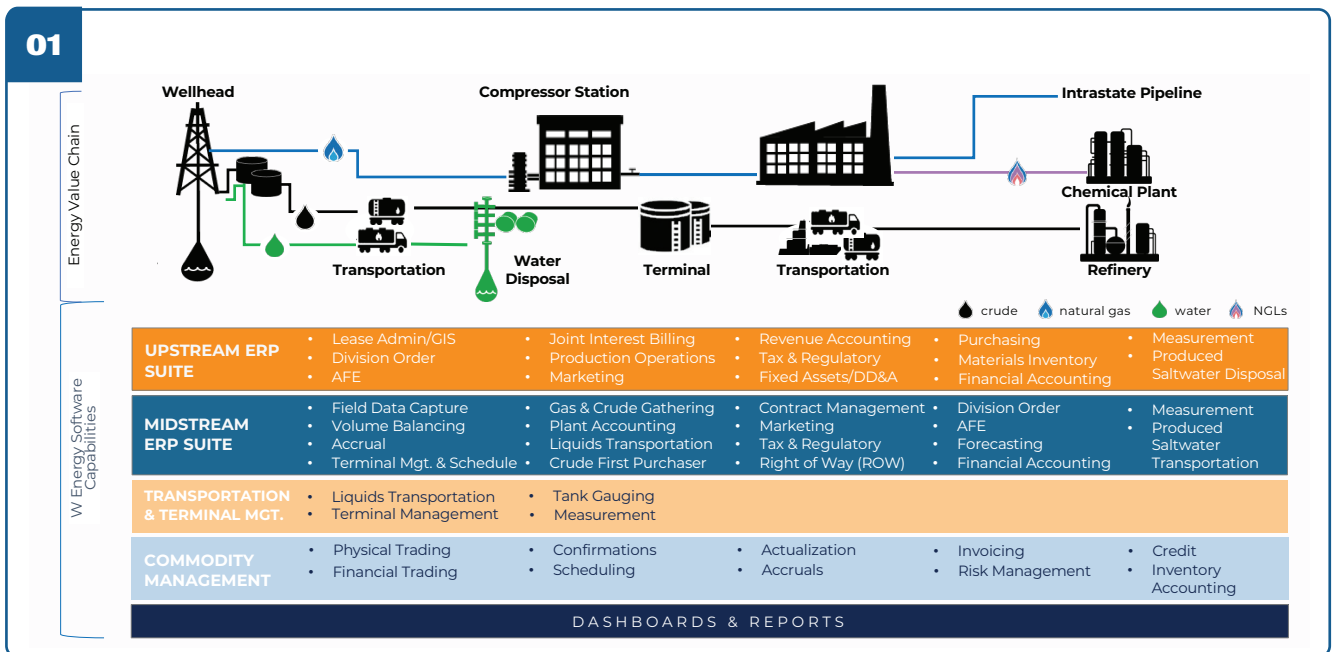 01
Energy Value Chain
Wellhead
Compressor Station
Intrastate Pipeline
Chemical Plant
Transportation
Water
Disposal
Terminal
Transportation
Refinery
crude
natural gas
water
NGLs
W Energy Software
Capabilities
UPSTREAM ERP
SUITE
• Lease Admin/GIS
• Division Order
• AFE
• Joint Interest Billing
• Production Operations
• Marketing
• Revenue Accounting
• Tax & Regulatory
• Fixed Assets/DD&A
• Purchasing
• Materials Inventory
• Financial Accounting
• Measurement
• Produced
Saltwater Disposal
MIDSTREAM
ERP SUITE
• Field Data Capture
• Volume Balancing
• Accrual
• Terminal Mgt. & Schedule
• Gas & Crude Gathering
• Plant Accounting
• Liquids Transportation
• Crude First Purchaser
• Contract Management
• Marketing
• Tax & Regulatory
• Right of Way (ROW)
• Division Order
• AFE
• Forecasting
• Financial Accounting
• Measurement
• Produced
Saltwater
Transportation
TRANSPORTATION
& TERMINAL MGT.
• Liquids Transportation
• Terminal Management
• Tank Gauging
• Measurement
COMMODITY
MANAGEMENT
• Physical Trading
• Financial Trading
• Confirmations
• Scheduling
• Actualization
• Accruals
• Invoicing
• Risk Management
• Credit
• Inventory
Accounting
DASHBOARDS & REPORTS